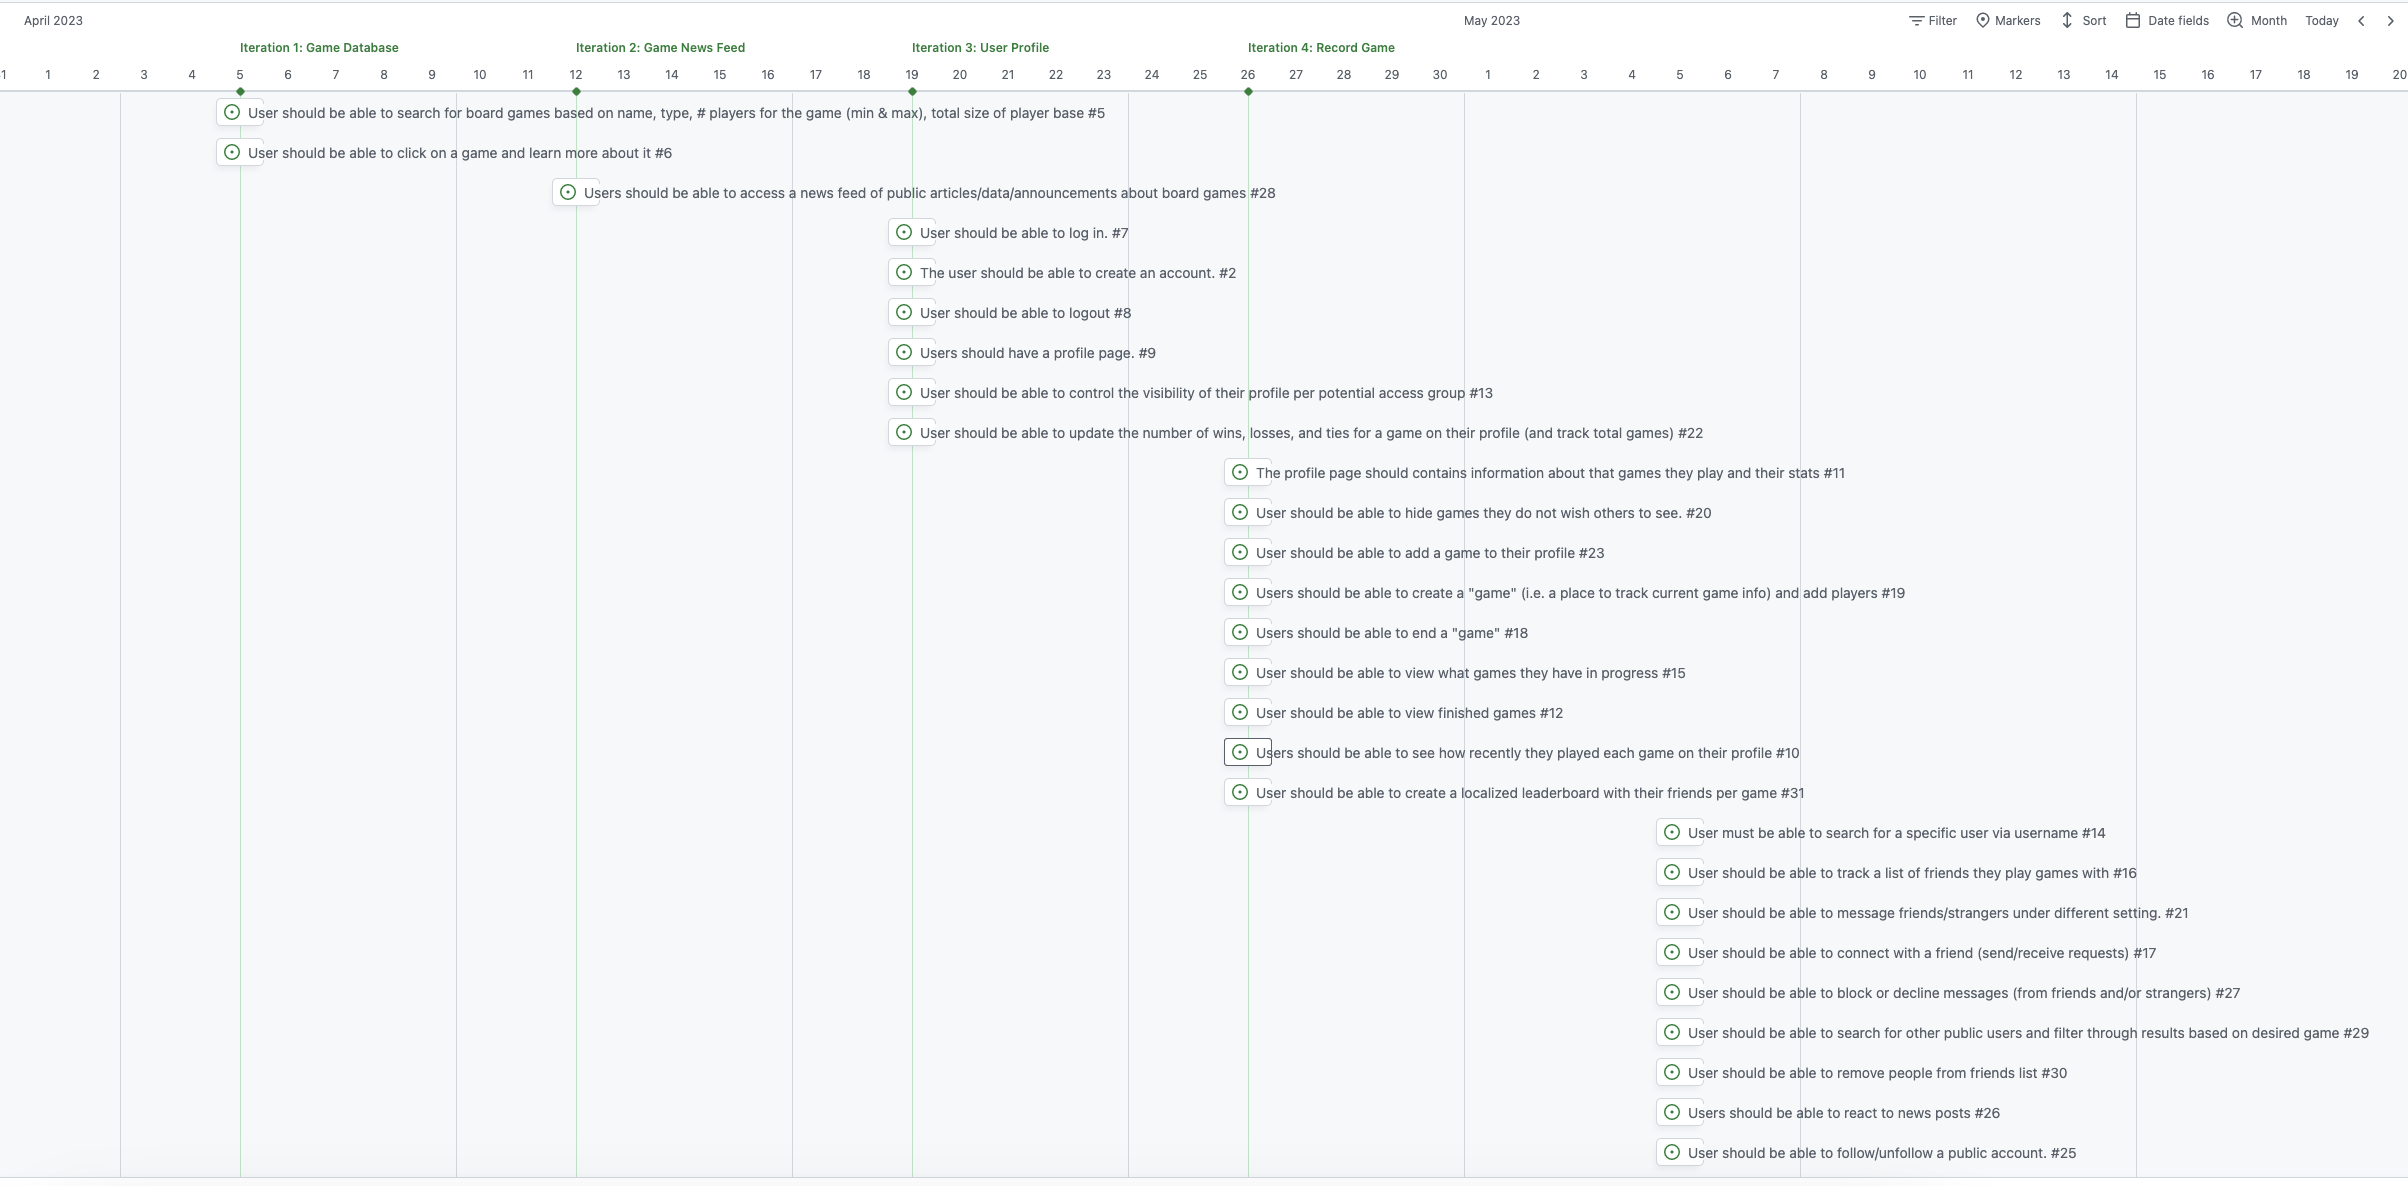 April 2023
May 2023
Filter
Markers
Sort
Date fields
Month
Today
Iteration 1: Game Database
Iteration 2: Game News Feed
Iteration 3: User Profile
Iteration 4: Record Game
1 1 2 3 4 5 6 7 8 9 10 11 12 13 14 15 16 17 18 19 20 21 22 23 24 25 26 27 28 29 30 1 2 3 4 5 6 7 8 9 10 11 12 13 14 15 16 17 18 19 20
User should be able to search for board games based on name, type, # players for the game (min & max), total size of player base #5
User should be able to click on a game and learn more about it #6
Users should be able to access a news feed of public articles/data/announcements about board games #28
User should be able to log in. #7
The user should be able to create an account. #2
User should be able to logout #8
Users should have a profile page. #9
User should be able to control the visibility of their profile per potential access group #13
User should be able to update the number of wins, losses, and ties for a game on their profile (and track total games) #22
The profile page should contains information about that games they play and their stats #11
User should be able to hide games they do not wish others to see. #20
User should be able to add a game to their profile #23
Users should be able to create a "game" (i.e. a place to track current game info) and add players #19
Users should be able to end a "game" #18
User should be able to view what games they have in progress #15
User should be able to view finished games #12
Users should be able to see how recently they played each game on their profile #10
User should be able to create a localized leaderboard with their friends per game #31
User must be able to search for a specific user via username #14
User should be able to track a list of friends they play games with #16
User should be able to message friends/strangers under different setting. #21
User should be able to connect with a friend (send/receive requests) #17
User should be able to block or decline messages (from friends and/or strangers) #27
User should be able to search for other public users and filter through results based on desired game #29
User should be able to remove people from friends list #30
Users should be able to react to news posts #26
User should be able to follow/unfollow a public account. #25